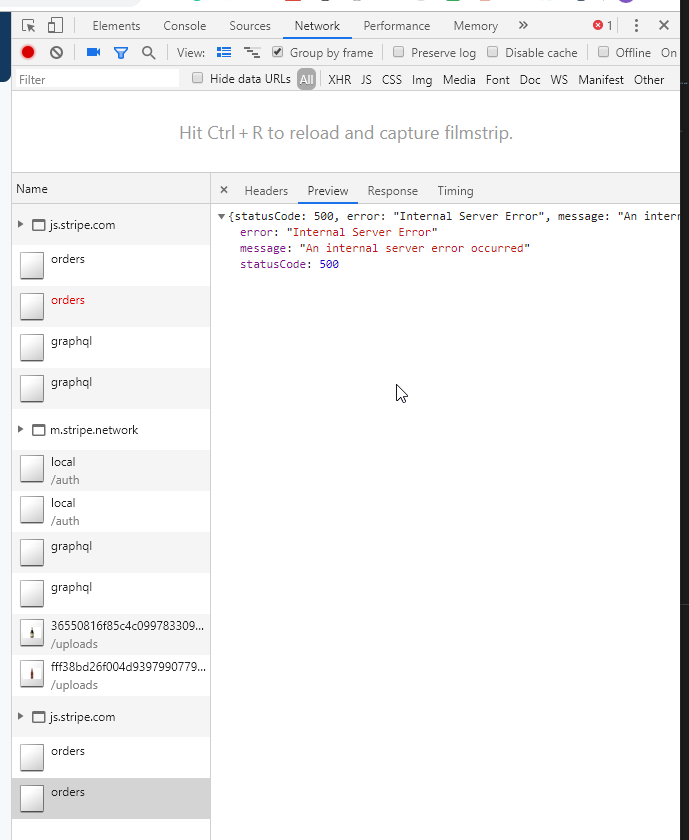 Elements Console Sources Network Performance Memory » 1
View: Group by frame Preserve log Disable cache Offline On
Filter Hide data URLs All XHR JS CSS Img Media Font Doc WS Manifest Other
Hit Ctrl + R to reload and capture filmstrip.
Name Headers Preview Response Timing
js.stripe.com
orders
orders
graphql
graphql
m.stripe.network
local
/auth
local
/auth
graphql
graphql
36550816f85c4c099783309...
/uploads
fff38bd26f004d9397990779...
/uploads
js.stripe.com
orders
orders
{statusCode: 500, error: "Internal Server Error", message: "An intern
error: "Internal Server Error"
message: "An internal server error occurred"
statusCode: 500